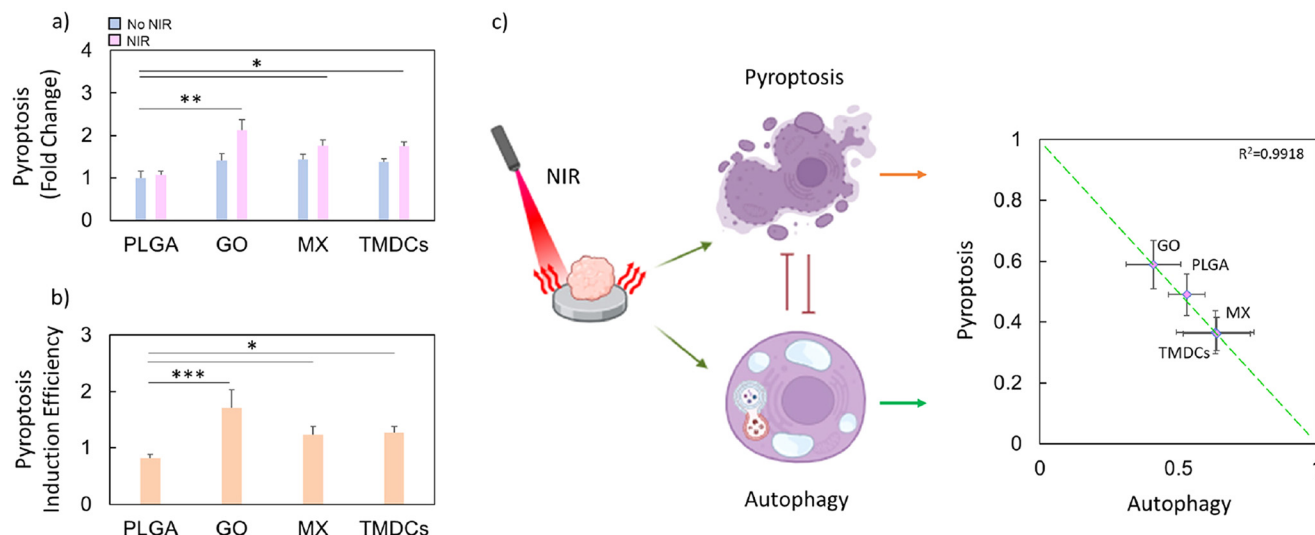 a)
No NIR
NIR
Pyroptosis
(Fold Change)
4
3
2
1
0
*
**
PLGA GO MX TMDCs
b)
Pyroptosis
Induction Efficiency
3
2
1
0
*
***
PLGA GO MX TMDCs
c)
NIR
Pyroptosis
Autophagy
Pyroptosis
1
0.8
0.6
0.4
0.2
0
R²=0.9918
GO
PLGA
MX
TMDCs
0 0.5 1
Autophagy